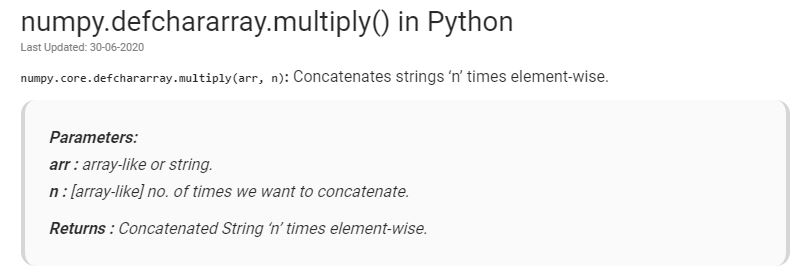 numpy.defchararray.multiply() in Python
Last Updated: 30-06-2020
numpy.core.defchararray.multiply(arr, n): Concatenates strings ‘n’ times element-wise.
Parameters:
arr : array-like or string.
n : [array-like] no. of times we want to concatenate.
Returns : Concatenated String ‘n’ times element-wise.